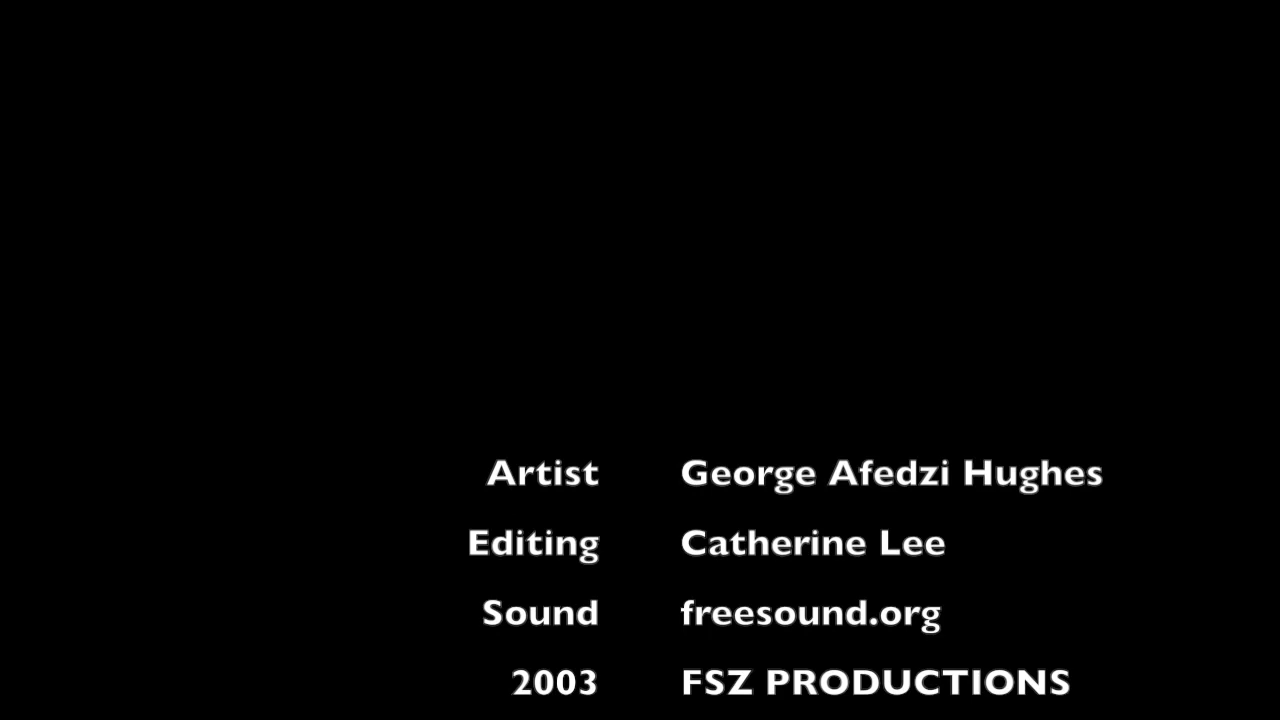 Artist George Afedzi Hughes
Editing Catherine Lee
Sound freesound.org
2003 FSZ PRODUCTIONS